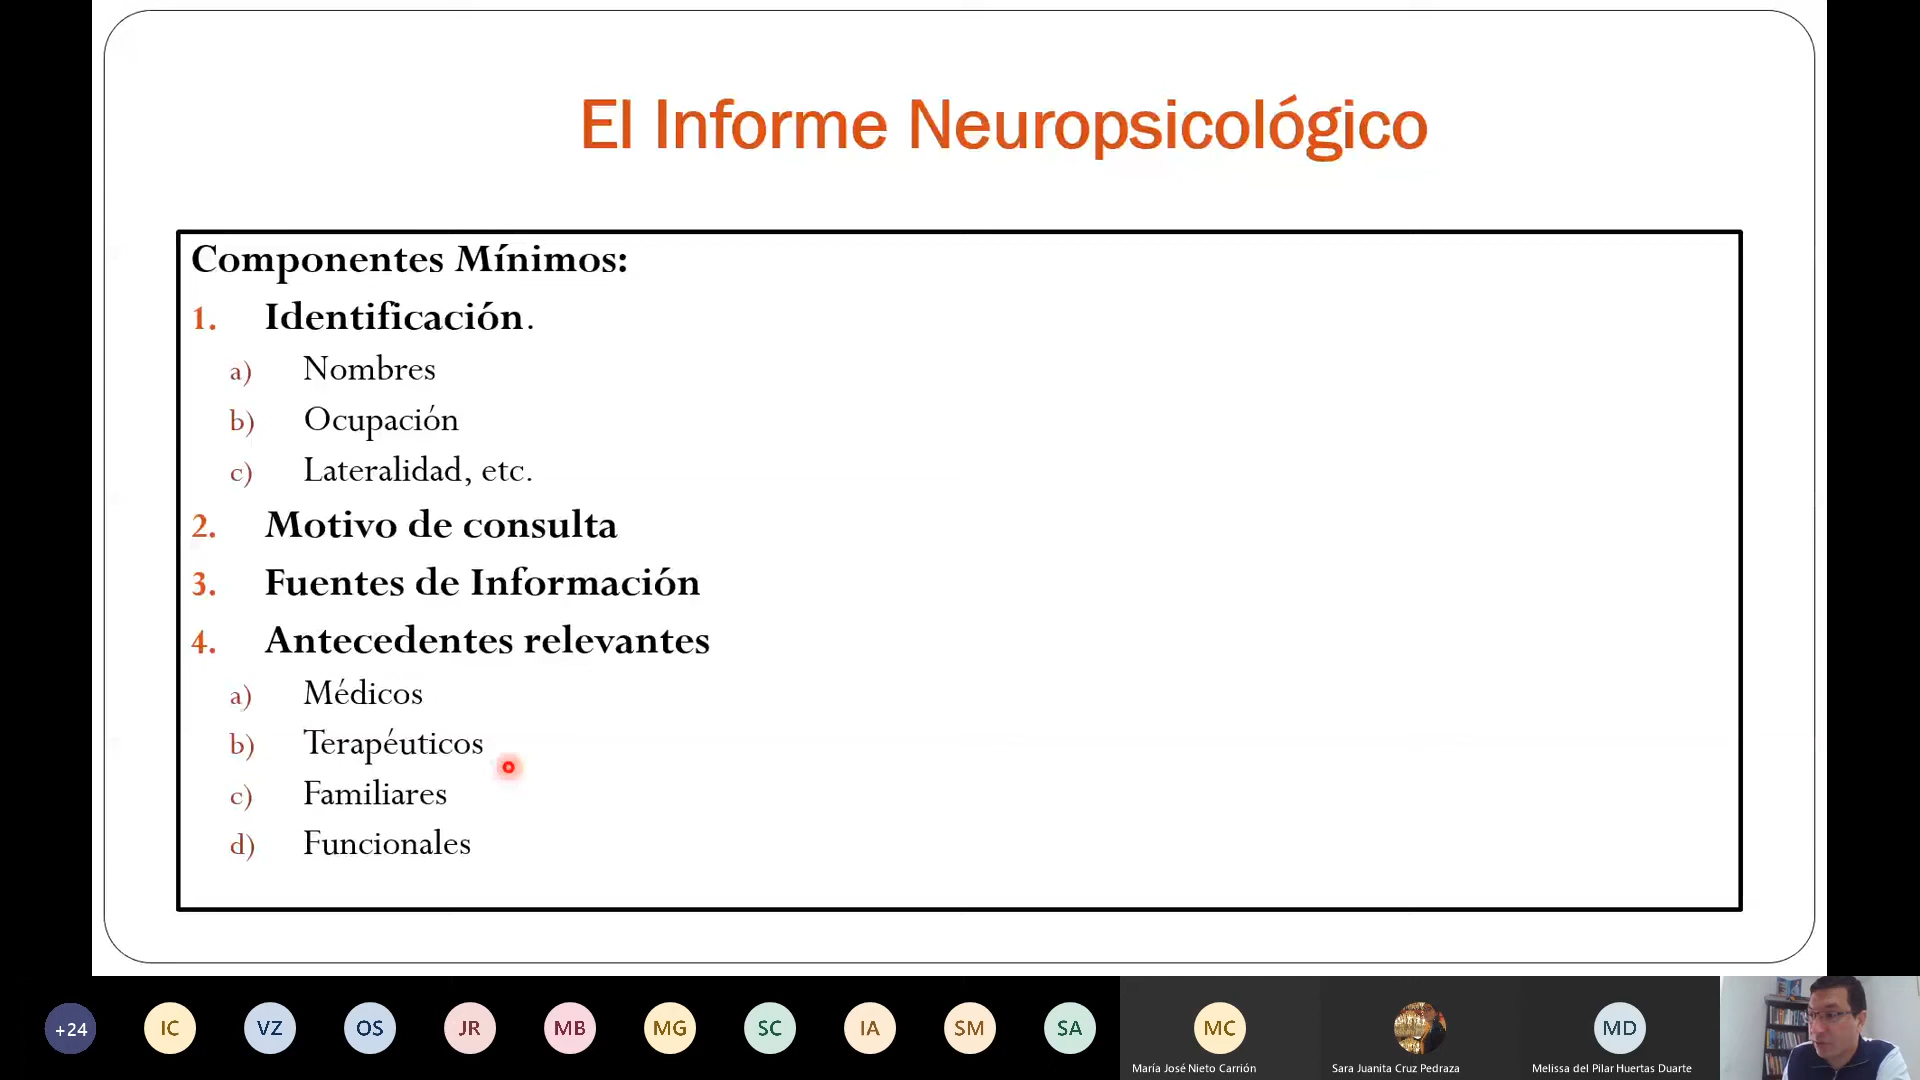 El Informe Neuropsicológico
Componentes Mínimos:
1. Identificación.
a) Nombres
b) Ocupación
c) Lateralidad, etc.
2. Motivo de consulta
3. Fuentes de Información
4. Antecedentes relevantes
a) Médicos
b) Terapéuticos
c) Familiares
d) Funcionales
+24 IC VZ OS JR MB MG SC IA SM SA MC MD
María José Nieto Carrión Sara Juanita Cruz Pedraza Melissa del Pilar Huertas Duarte